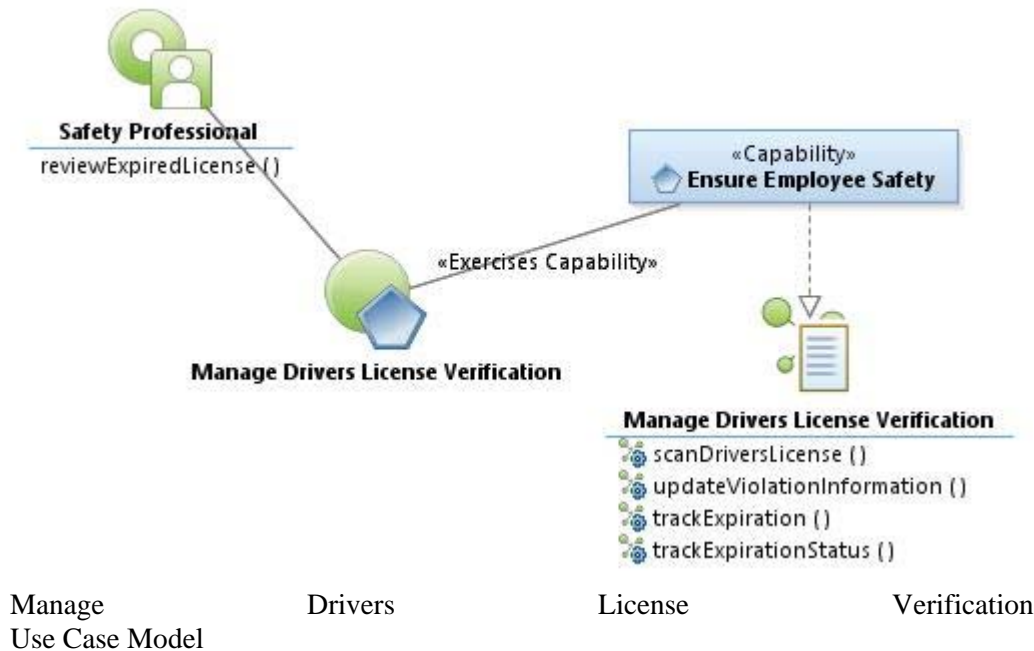 Safety Professional
reviewExpiredLicense ( )
«Capability»
Ensure Employee Safety
«Exercises Capability»
Manage Drivers License Verification
Manage Drivers License Verification
scanDriversLicense ( )
updateViolationInformation ( )
trackExpiration ( )
trackExpirationStatus ( )
Manage Drivers License Verification
Use Case Model